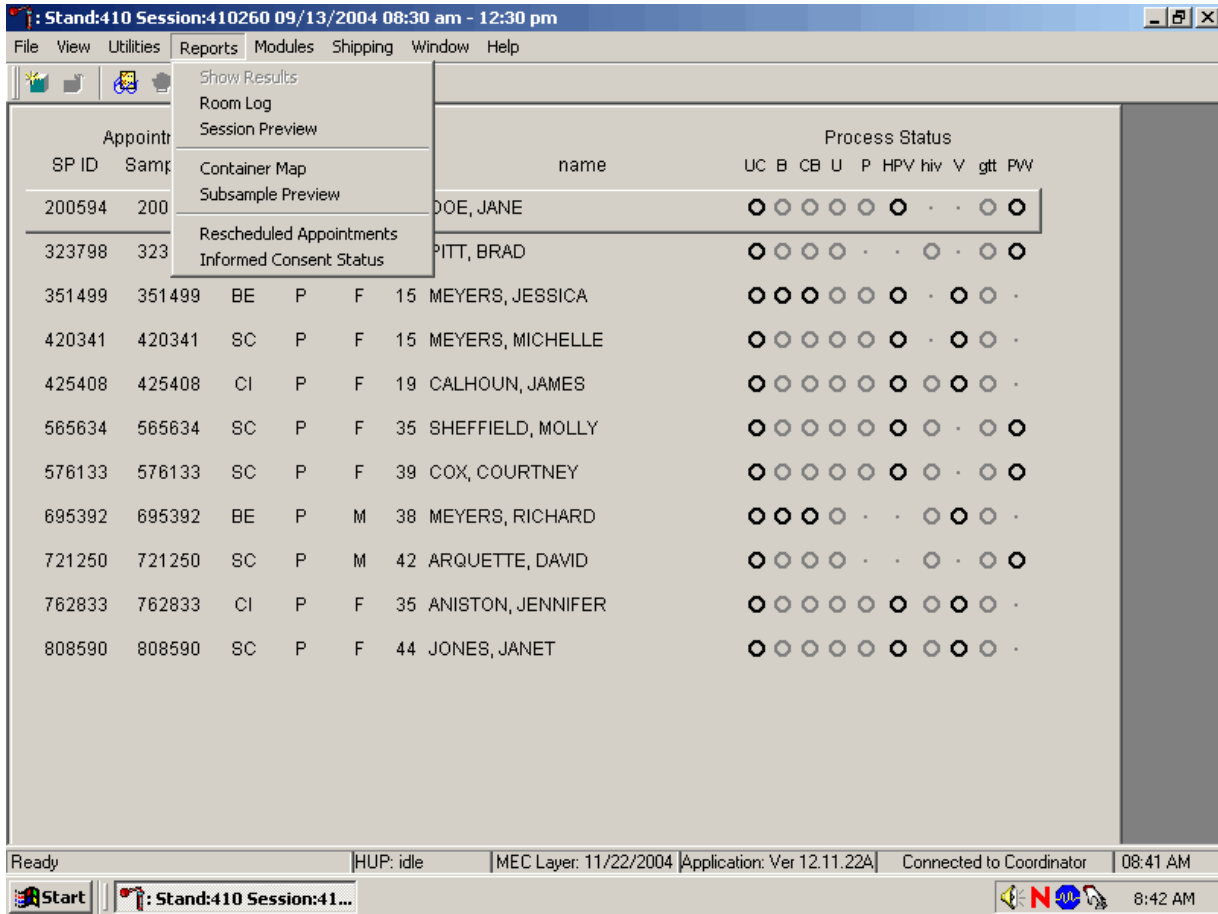 : Stand:410 Session:410260 09/13/2004 08:30 am - 12:30 pm
File View Utilities Reports Modules Shipping Window Help
Show Results
Room Log
Session Preview
Container Map
Subsample Preview
Rescheduled Appointments
Informed Consent Status
Appointr
Process Status
SP ID Samp name UC B CB U P HPV hiv V gtt PW
200594 200 DOE, JANE
323798 323 PITT, BRAD
351499 351499 BE P F 15 MEYERS, JESSICA
420341 420341 SC P F 15 MEYERS, MICHELLE
425408 425408 CI P F 19 CALHOUN, JAMES
565634 565634 SC P F 35 SHEFFIELD, MOLLY
576133 576133 SC P F 39 COX, COURTNEY
695392 695392 BE P M 38 MEYERS, RICHARD
721250 721250 SC P M 42 ARQUETTE, DAVID
762833 762833 CI P F 35 ANISTON, JENNIFER
808590 808590 SC P F 44 JONES, JANET
Ready HUP: idle MEC Layer: 11/22/2004 Application: Ver 12.11.22A Connected to Coordinator 08:41 AM
Start : Stand:410 Session:41... N 8:42 AM